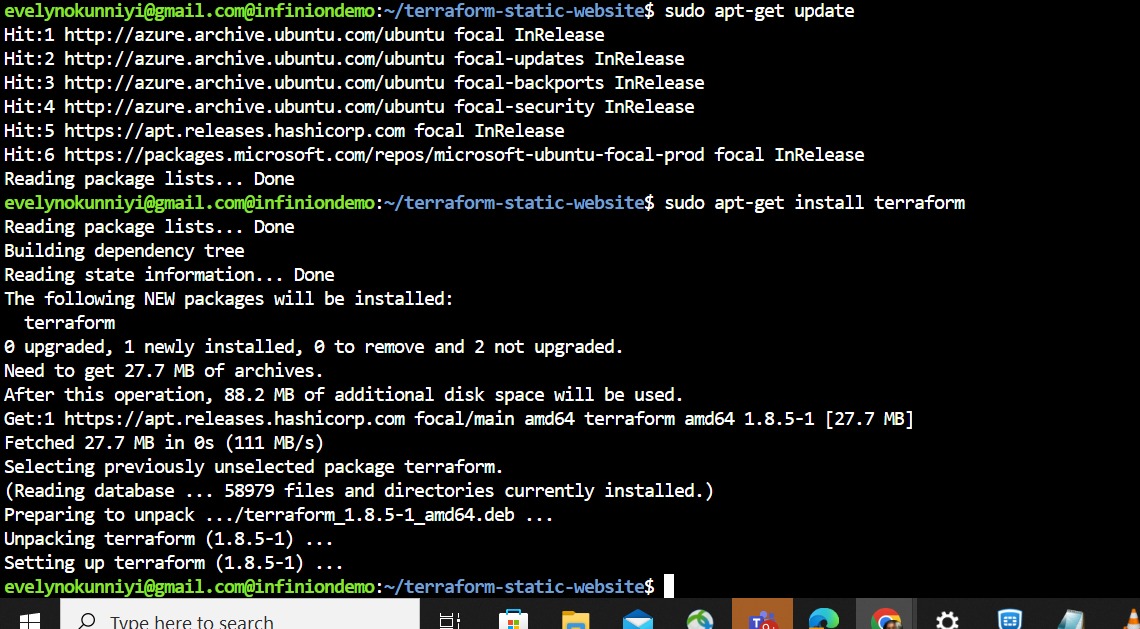 evelynokunniyi@gmail.com@infiniondemo:~/terraform-static-website$ sudo apt-get update
Hit:1 http://azure.archive.ubuntu.com/ubuntu focal InRelease
Hit:2 http://azure.archive.ubuntu.com/ubuntu focal-updates InRelease
Hit:3 http://azure.archive.ubuntu.com/ubuntu focal-backports InRelease
Hit:4 http://azure.archive.ubuntu.com/ubuntu focal-security InRelease
Hit:5 https://apt.releases.hashicorp.com focal InRelease
Hit:6 https://packages.microsoft.com/repos/microsoft-ubuntu-focal-prod focal InRelease
Reading package lists... Done
evelynokunniyi@gmail.com@infiniondemo:~/terraform-static-website$ sudo apt-get install terraform
Reading package lists... Done
Building dependency tree
Reading state information... Done
The following NEW packages will be installed:
  terraform
0 upgraded, 1 newly installed, 0 to remove and 2 not upgraded.
Need to get 27.7 MB of archives.
After this operation, 88.2 MB of additional disk space will be used.
Get:1 https://apt.releases.hashicorp.com focal/main amd64 terraform amd64 1.8.5-1 [27.7 MB]
Fetched 27.7 MB in 0s (111 MB/s)
Selecting previously unselected package terraform.
(Reading database ... 58979 files and directories currently installed.)
Preparing to unpack .../terraform_1.8.5-1_amd64.deb ...
Unpacking terraform (1.8.5-1) ...
Setting up terraform (1.8.5-1) ...
evelynokunniyi@gmail.com@infiniondemo:~/terraform-static-website$
Type here to search